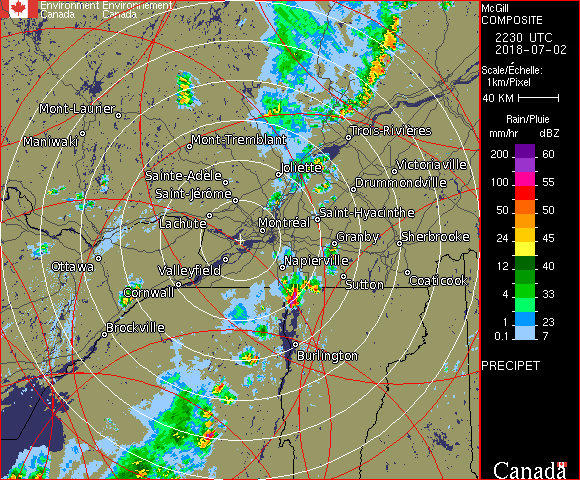 Environment Environnement
Canada Canada
McGill
COMPOSITE
2230 UTC
2018-07-02
Scale/Échelle:
1km/Pixel
40 KM
Rain/Pluie
mm/hr dBZ
200 60
100 55
50 50
24 45
12 40
4 33
1 23
0.1 7
PRECIPET
Canada
Mont-Laurier
Maniwaki
Mont-Tremblant
Trois-Rivières
Joliette
Victoriaville
Sainte-Adèle
Drummondville
Saint-Jérôme
Saint-Hyacinthe
Lachute
Montréal
Granby
Sherbrooke
Ottawa
Valleyfield
Napierville
Coaticook
Sutton
Cornwall
Brockville
Burlington